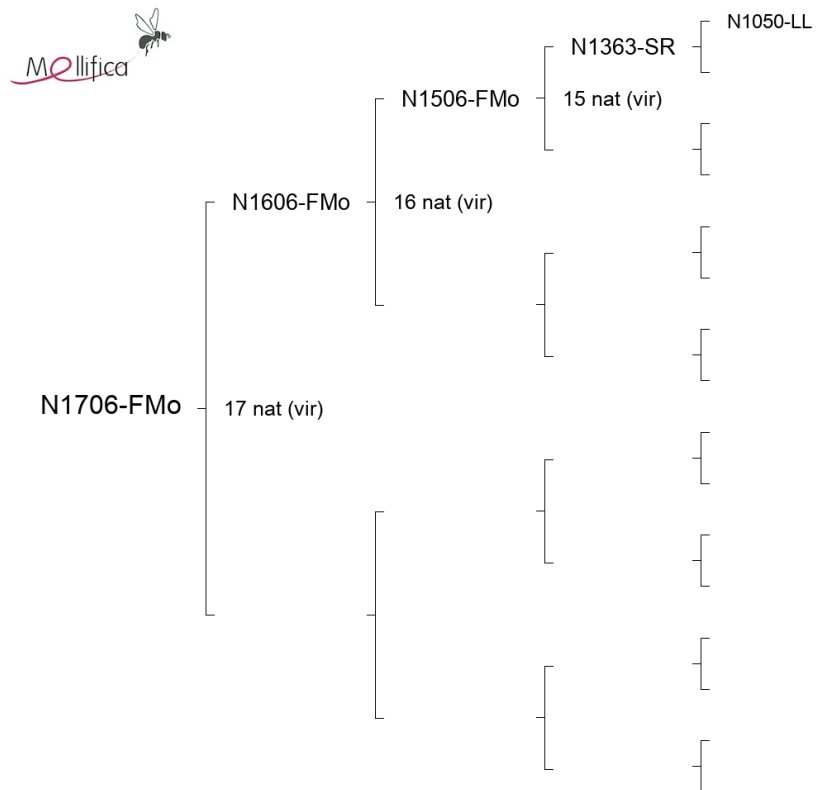 Mellifica
N1050-LL
N1363-SR
N1506-FMo
15 nat (vir)
N1606-FMo
16 nat (vir)
N1706-FMo
17 nat (vir)